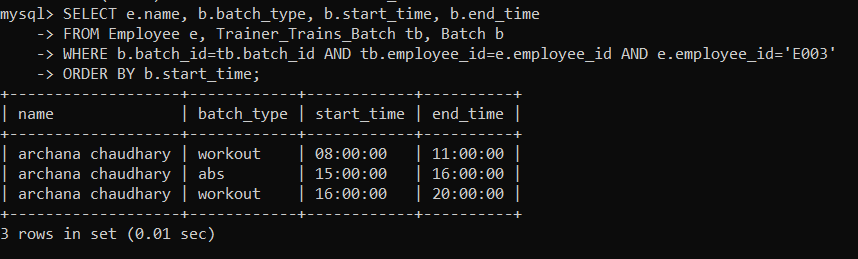 mysql> SELECT e.name, b.batch_type, b.start_time, b.end_time
    -> FROM Employee e, Trainer_Trains_Batch tb, Batch b
    -> WHERE b.batch_id=tb.batch_id AND tb.employee_id=e.employee_id AND e.employee_id='E003'
    -> ORDER BY b.start_time;
+-------------------+------------+------------+----------+
| name              | batch_type | start_time | end_time |
+-------------------+------------+------------+----------+
| archana chaudhary | workout    | 08:00:00   | 11:00:00 |
| archana chaudhary | abs        | 15:00:00   | 16:00:00 |
| archana chaudhary | workout    | 16:00:00   | 20:00:00 |
+-------------------+------------+------------+----------+
3 rows in set (0.01 sec)